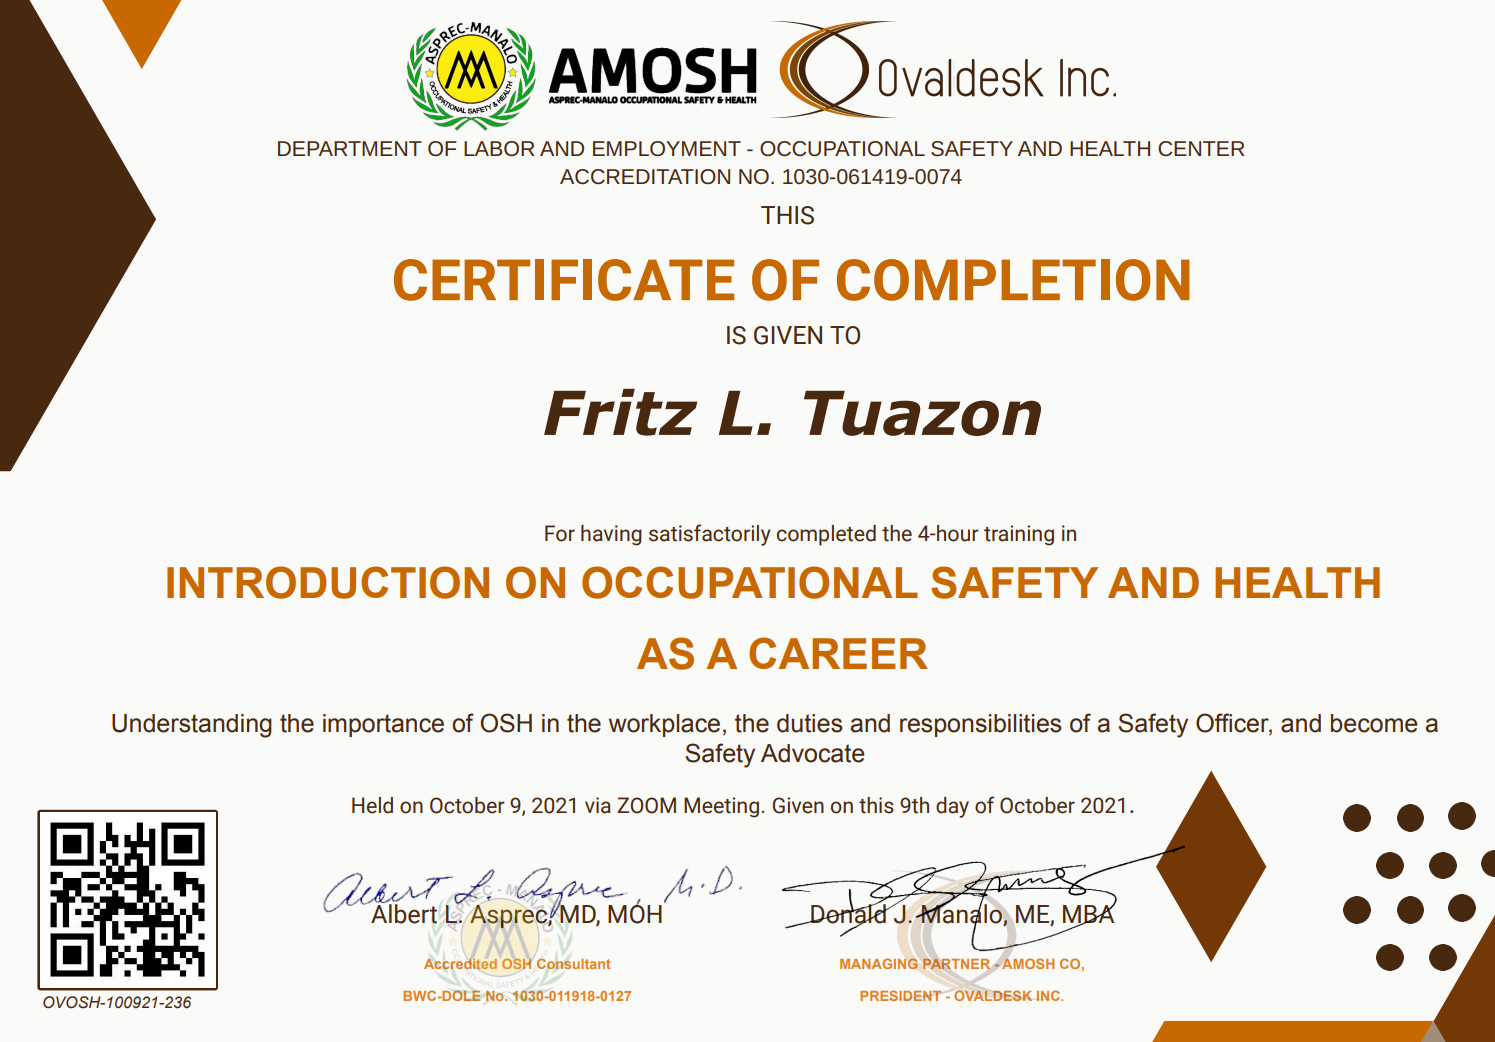 ASPREC-MANALO
OCCUPATIONAL SAFETY & HEALTH
AMOSH
ASPREC-MANALO OCCUPATIONAL SAFETY & HEALTH
Ovaldesk Inc.
DEPARTMENT OF LABOR AND EMPLOYMENT - OCCUPATIONAL SAFETY AND HEALTH CENTER
ACCREDITATION NO. 1030-061419-0074
THIS
CERTIFICATE OF COMPLETION
IS GIVEN TO
Fritz L. Tuazon
For having satisfactorily completed the 4-hour training in
INTRODUCTION ON OCCUPATIONAL SAFETY AND HEALTH
AS A CAREER
Understanding the importance of OSH in the workplace, the duties and responsibilities of a Safety Officer, and become a
Safety Advocate
Held on October 9, 2021 via ZOOM Meeting. Given on this 9th day of October 2021.
Albert L. Asprec, M.D.
Albert L. Asprec, MD, MOH
Donald J. Manalo, ME, MBA
Accredited OSH Consultant
MANAGING PARTNER - AMOSH CO,
BWC-DOLE No. 1030-011918-0127
PRESIDENT - OVALDESK INC.
OVOSH-100921-236